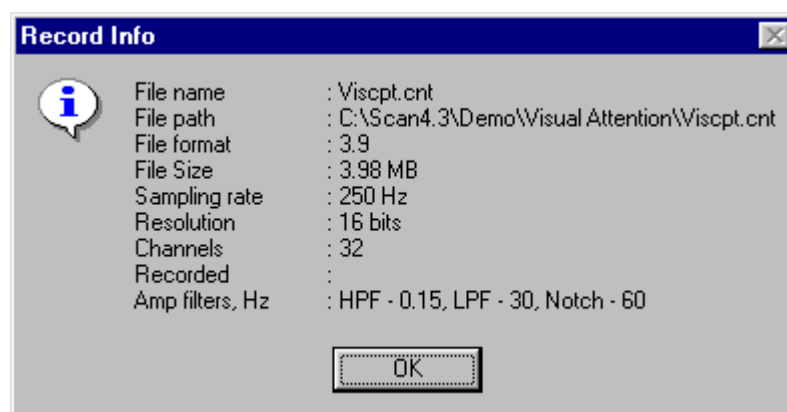 Record Info
File name : Viscpt.cnt
File path : C:\Scan4.3\Demo\Visual Attention\Viscpt.cnt
File format : 3.9
File Size : 3.98 MB
Sampling rate : 250 Hz
Resolution : 16 bits
Channels : 32
Recorded :
Amp filters, Hz : HPF - 0.15, LPF - 30, Notch - 60
OK